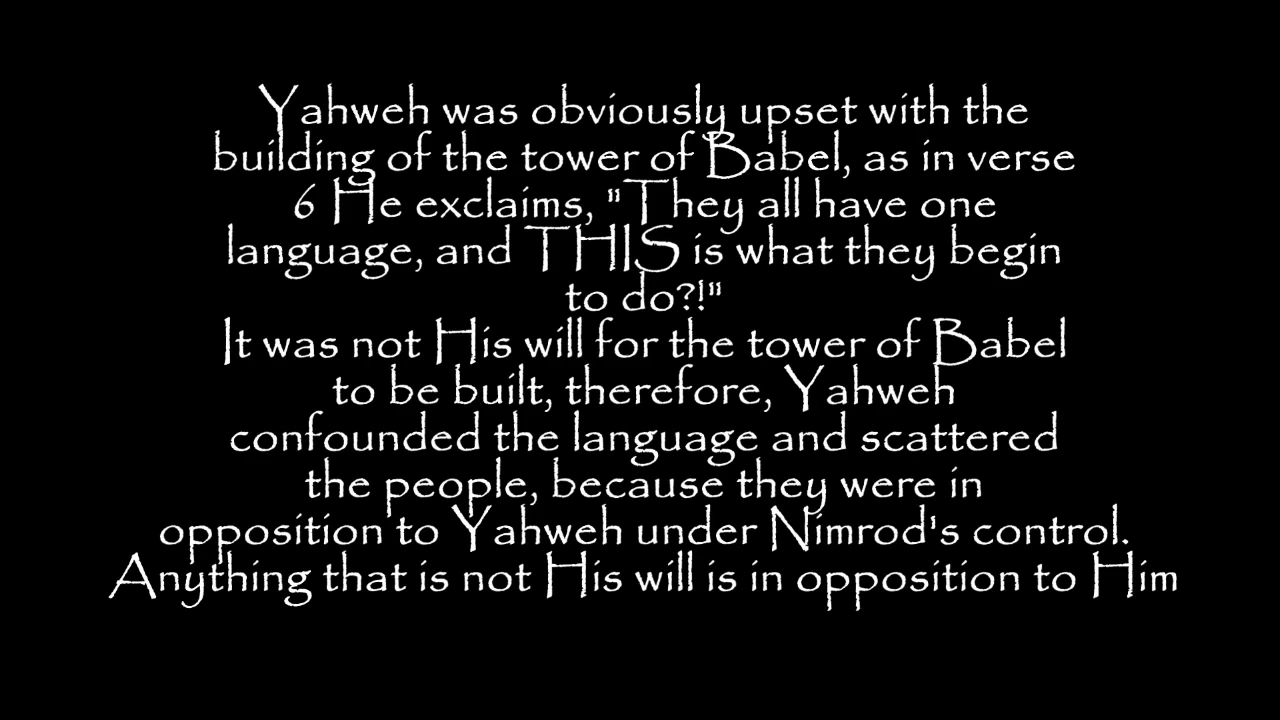 Yahweh was obviously upset with the
building of the tower of Babel, as in verse
6 He exclaims, "They all have one
language, and THIS is what they begin
to do?!"
It was not His will for the tower of Babel
to be built, therefore, Yahweh
confounded the language and scattered
the people, because they were in
opposition to Yahweh under Nimrod's control.
Anything that is not His will is in opposition to Him